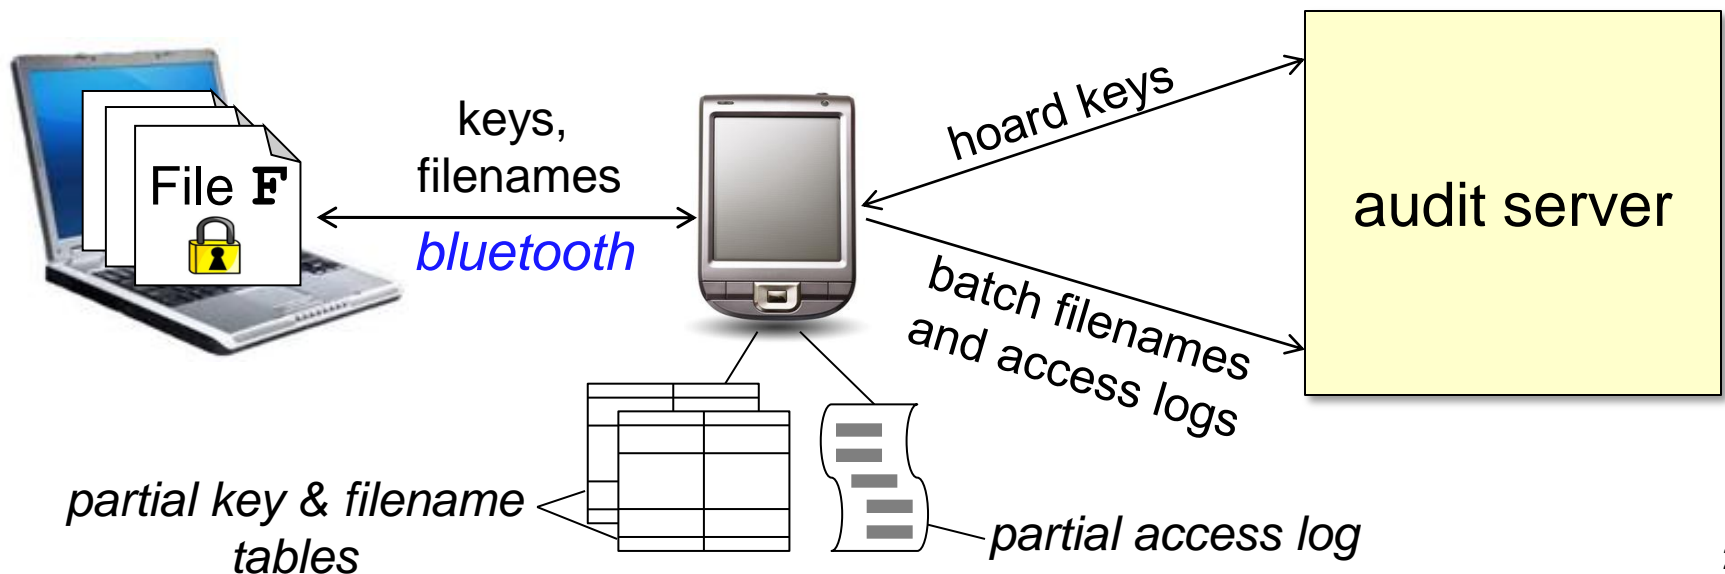 File F
keys,
filenames
bluetooth
hoard keys
batch filenames
and access logs
audit server
partial key & filename
tables
partial access log